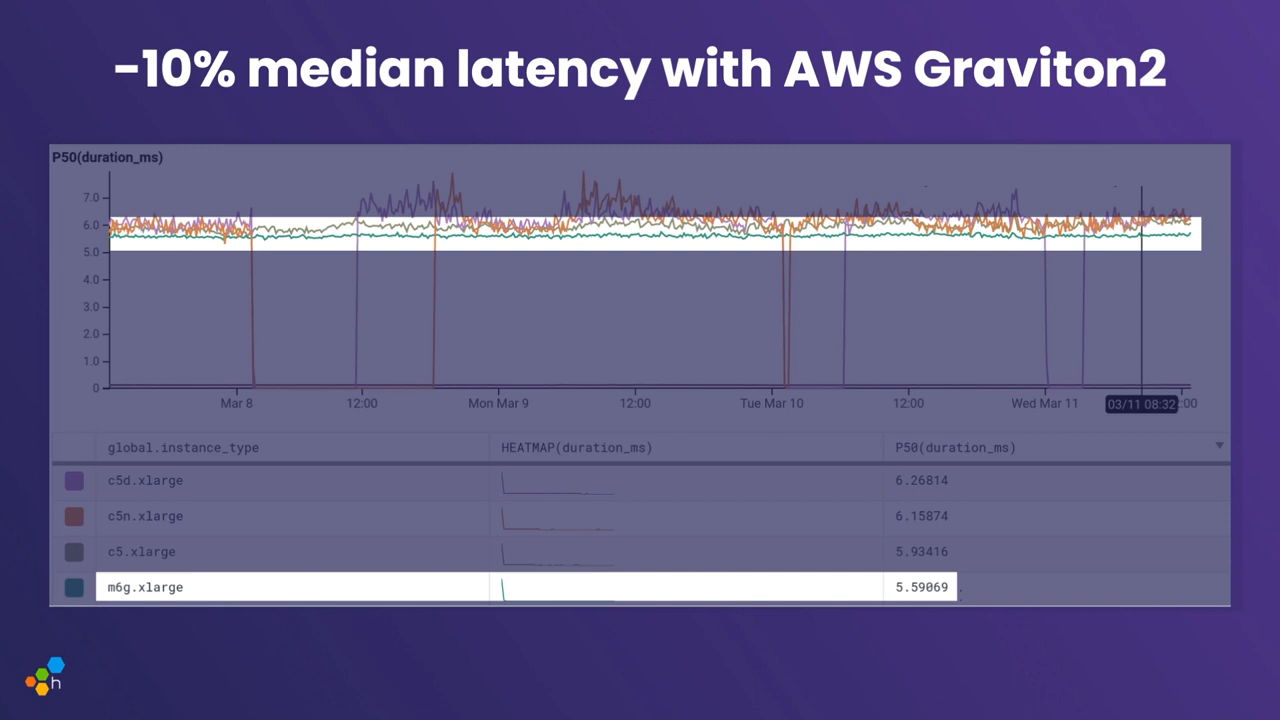 -10% median latency with AWS Graviton2
P50(duration_ms)
7.0
6.0
5.0
4.0
3.0
2.0
1.0
0
Mar 8 12:00 Mon Mar 9 12:00 Tue Mar 10 12:00 Wed Mar 11 03/11 08:32 :00
global.instance_type HEATMAP(duration_ms) P50(duration_ms)
c5d.xlarge 6.26814
c5n.xlarge 6.15874
c5.xlarge 5.93416
m6g.xlarge 5.59069
h